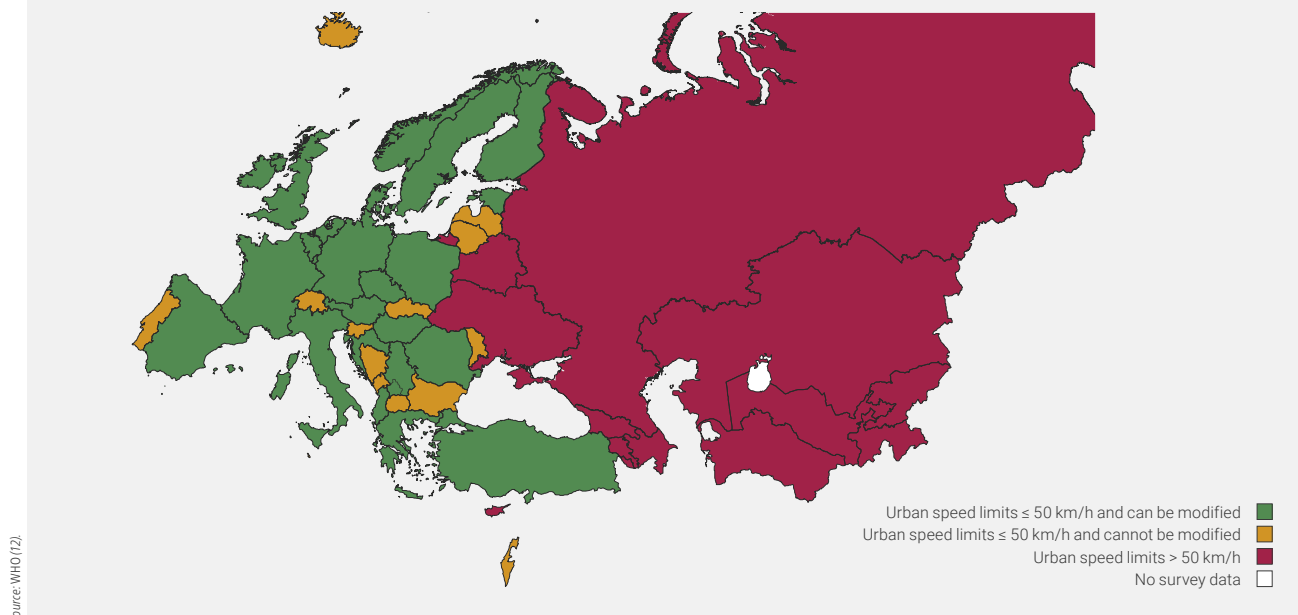 Urban speed limits ≤ 50 km/h and can be modified
Urban speed limits ≤ 50 km/h and cannot be modified
Urban speed limits > 50 km/h
No survey data
WHO (12).